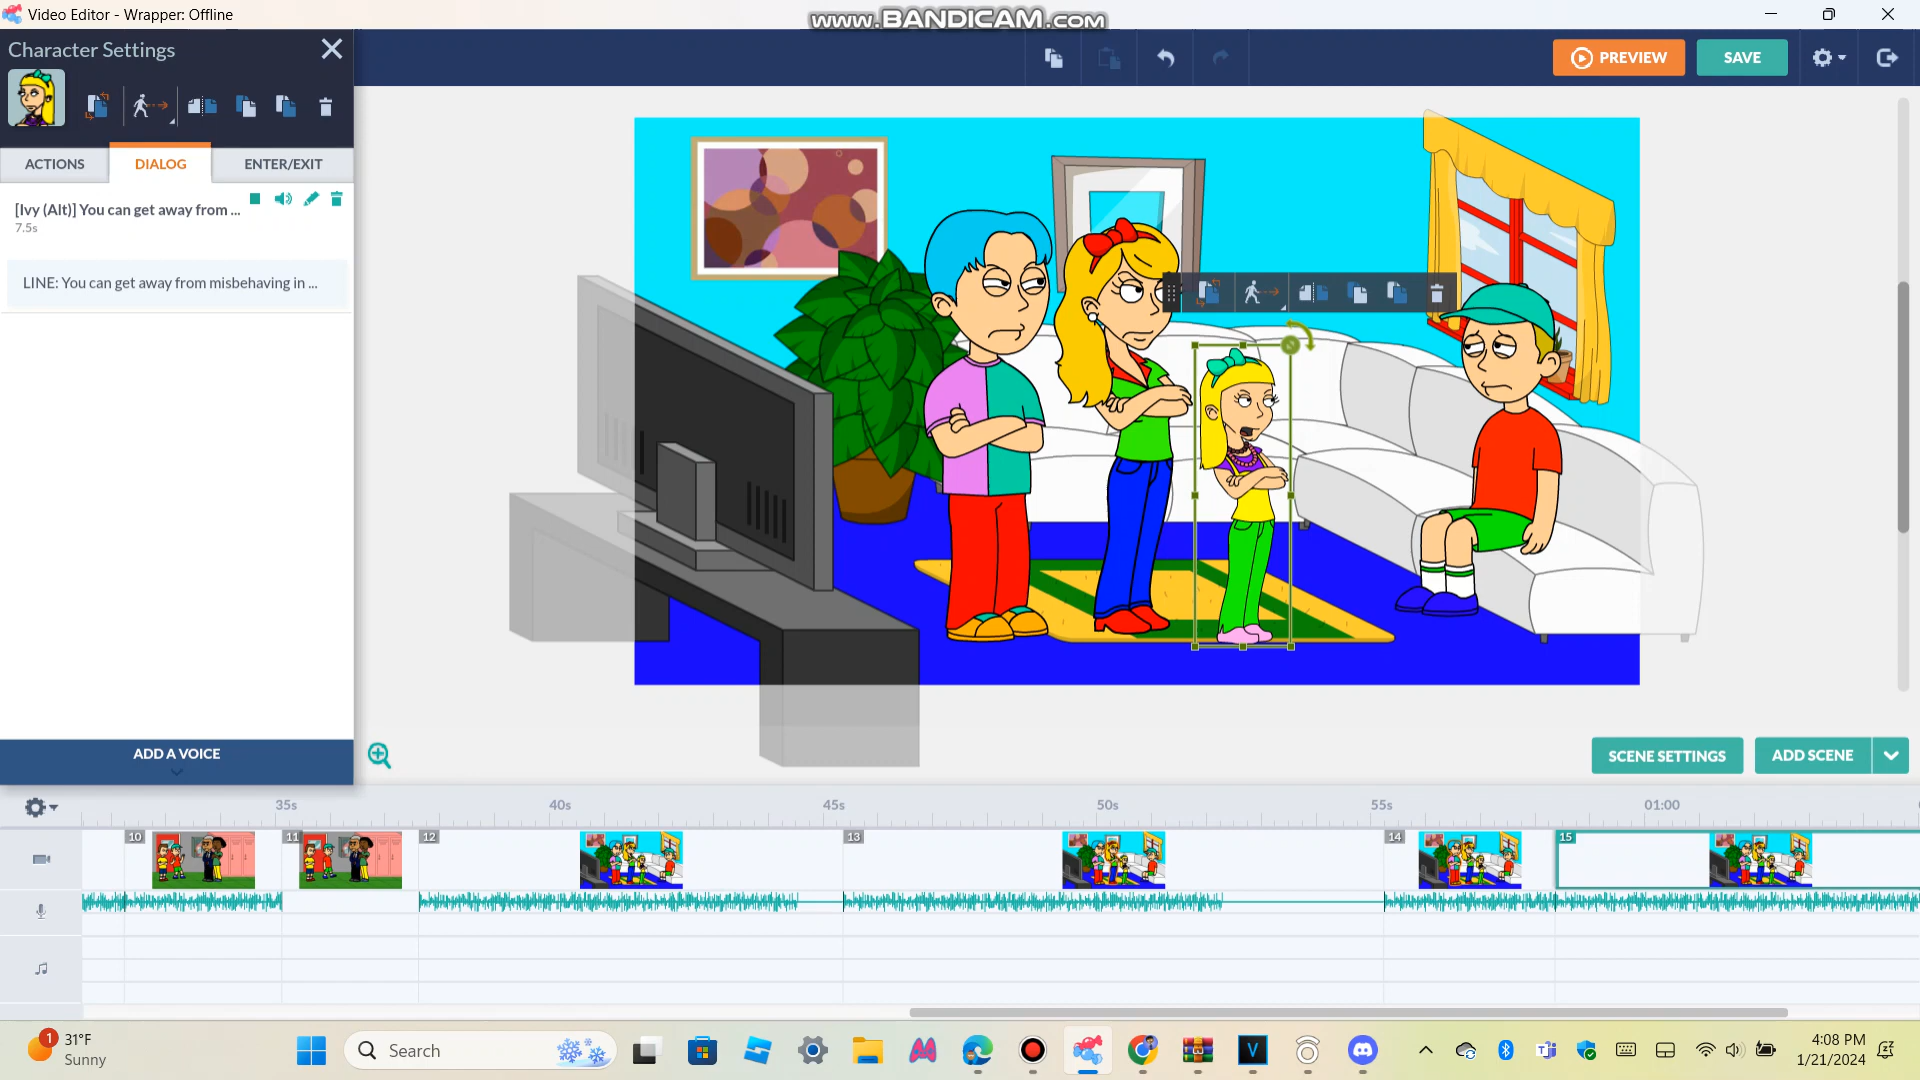 Video Editor - Wrapper: Offline
www.BANDICAM.com
Character Settings
PREVIEW
SAVE
ACTIONS
DIALOG
ENTER/EXIT
[Ivy (Alt)] You can get away from ...
7.5s
LINE: You can get away from misbehaving in ...
ADD A VOICE
SCENE SETTINGS
ADD SCENE
35s
40s
45s
50s
55s
01:00
10
11
12
13
14
15
1
31°F
Sunny
Search
V
4:08 PM
1/21/2024